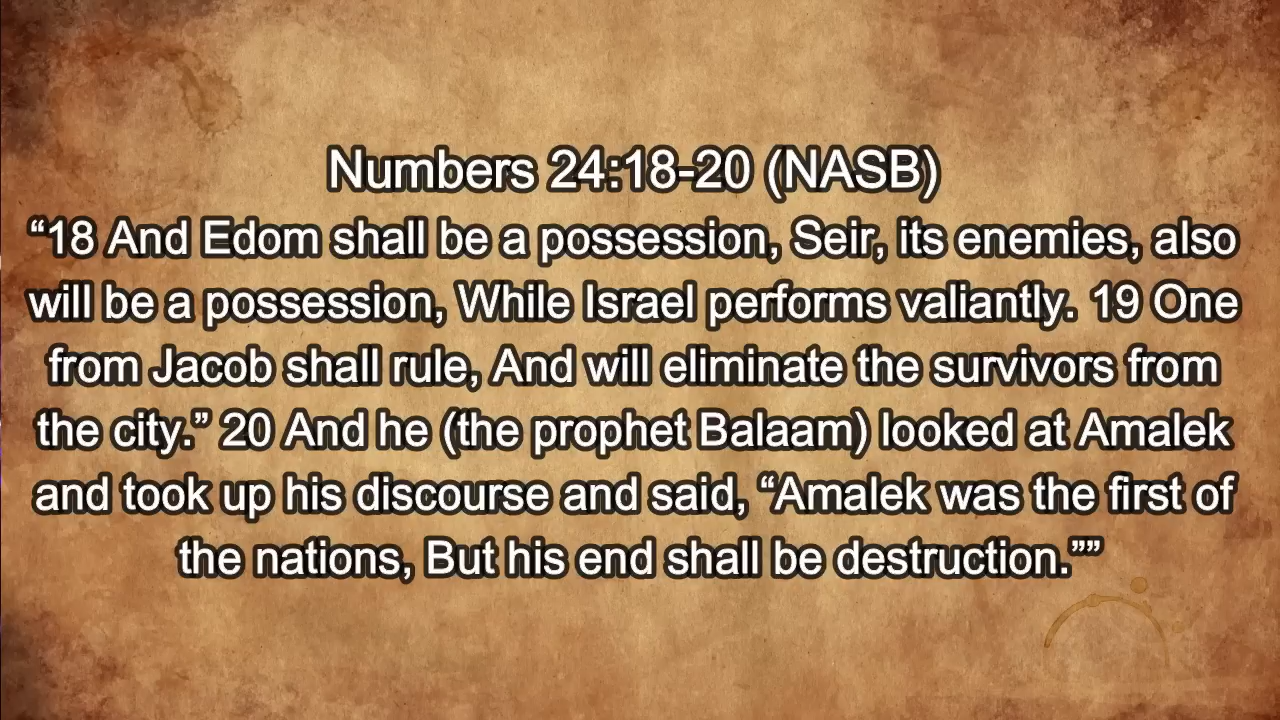 Numbers 24:18-20 (NASB)
“18 And Edom shall be a possession, Seir, its enemies, also
will be a possession, While Israel performs valiantly. 19 One
from Jacob shall rule, And will eliminate the survivors from
the city.” 20 And he (the prophet Balaam) looked at Amalek
and took up his discourse and said, “Amalek was the first of
the nations, But his end shall be destruction.””